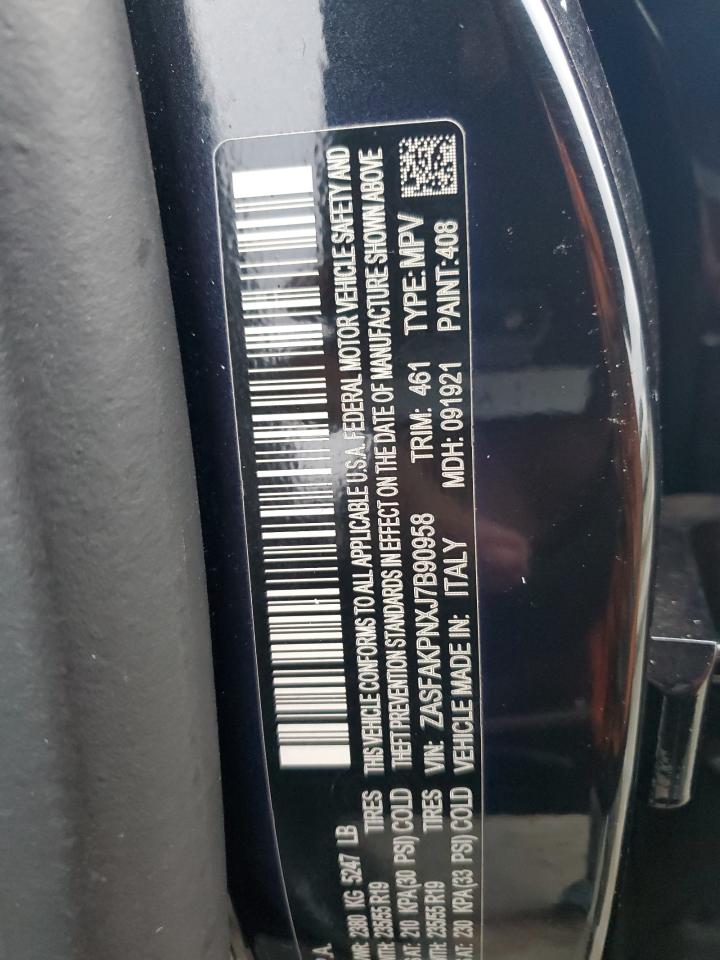 THIS VEHICLE CONFORMS TO ALL APPLICABLE U.S.A. FEDERAL MOTOR VEHICLE SAFETY AND
THEFT PREVENTION STANDARDS IN EFFECT ON THE DATE OF MANUFACTURE SHOWN ABOVE
VIN: ZASFAKPNXJ7B90958 TRIM: 461 TYPE:MPV
VEHICLE MADE IN: ITALY MDH: 091921 PAINT:408
2380 KG 5247 LB
235/55 R19 TIRES
AT: 210 KPA(30 PSI) COLD
235/55 R19 TIRES
AT: 230 KPA(33 PSI) COLD